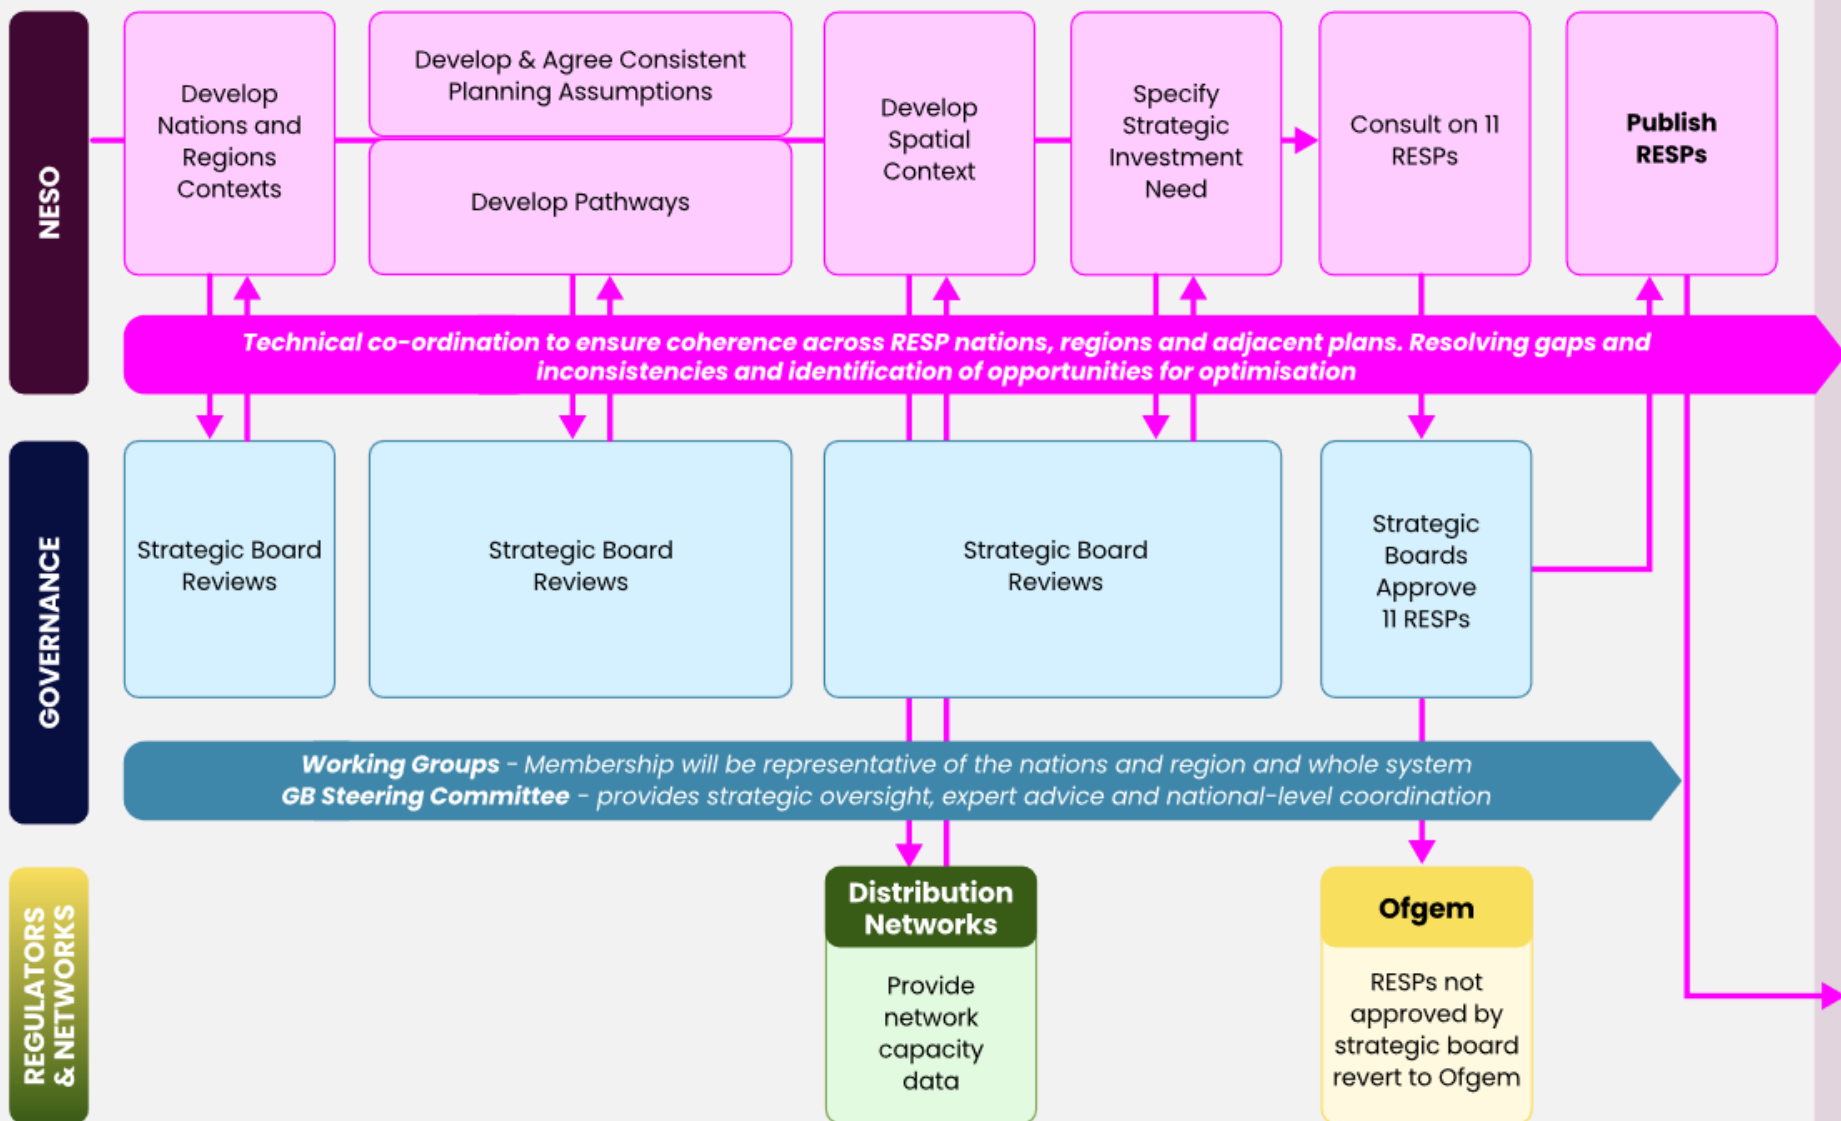 NESO
Develop
Nations and
Regions
Contexts
Develop & Agree Consistent
Planning Assumptions
Develop Pathways
Develop
Spatial
Context
Specify
Strategic
Investment
Need
Consult on 11
RESPs
Publish
RESPs
Technical co-ordination to ensure coherence across RESP nations, regions and adjacent plans. Resolving gaps and
inconsistencies and identification of opportunities for optimisation
GOVERNANCE
Strategic Board
Reviews
Strategic Board
Reviews
Strategic Board
Reviews
Strategic
Boards
Approve
11 RESPs
Working Groups - Membership will be representative of the nations and region and whole system
GB Steering Committee - provides strategic oversight, expert advice and national-level coordination
REGULATORS
& NETWORKS
Distribution
Networks
Provide
network
capacity
data
Ofgem
RESPs not
approved by
strategic board
revert to Ofgem